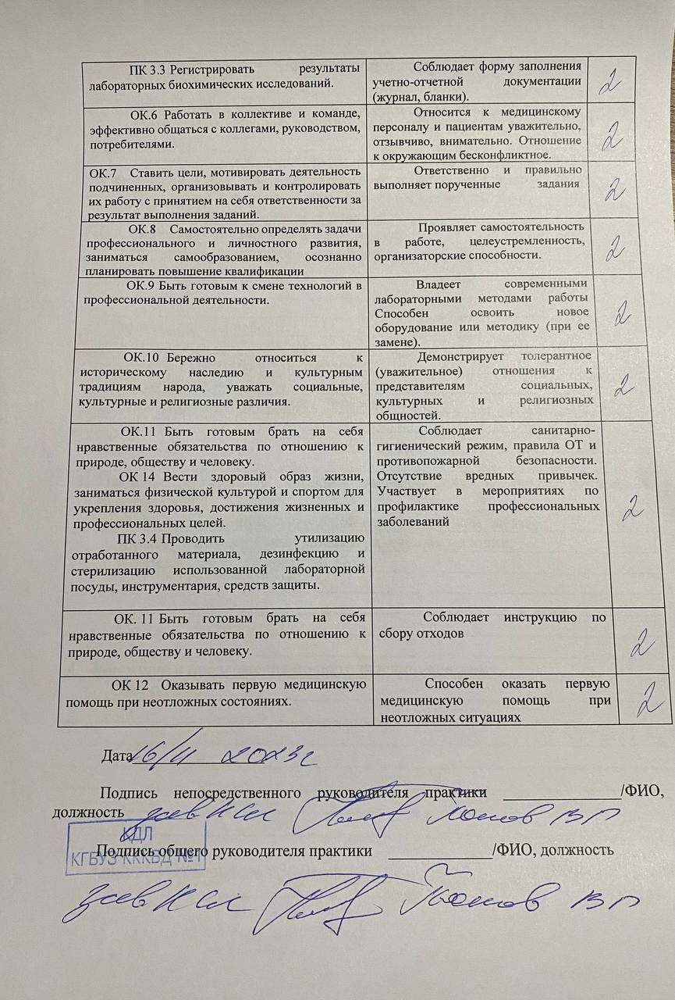 ПК 3.3 Регистрировать результаты
лабораторных биохимических исследований.
Соблюдает форму заполнения
учетно-отчетной документации
(журнал, бланки).
2
ОК.6 Работать в коллективе и команде,
эффективно общаться с коллегами, руководством,
потребителями.
Относится к медицинскому
персоналу и пациентам уважительно,
отзывчиво, внимательно. Отношение
к окружающим бесконфликтное.
2
ОК.7 Ставить цели, мотивировать деятельность
подчиненных, организовывать и контролировать
их работу с принятием на себя ответственности за
результат выполнения заданий.
Ответственно и правильно
выполняет порученные задания
2
ОК.8 Самостоятельно определять задачи
профессионального и личностного развития,
заниматься самообразованием, осознанно
планировать повышение квалификации
Проявляет самостоятельность
в работе, целеустремленность,
организаторские способности.
2
ОК.9 Быть готовым к смене технологий в
профессиональной деятельности.
Владеет современными
лабораторными методами работы
Способен освоить новое
оборудование или методику (при ее
замене).
2
ОК.10 Бережно относиться к
историческому наследию и культурным
традициям народа, уважать социальные,
культурные и религиозные различия.
Демонстрирует толерантное
(уважительное) отношения к
представителям социальных,
культурных и религиозных
общностей.
2
ОК.11 Быть готовым брать на себя
нравственные обязательства по отношению к
природе, обществу и человеку.
ОК 14 Вести здоровый образ жизни,
заниматься физической культурой и спортом для
укрепления здоровья, достижения жизненных и
профессиональных целей.
ПК 3.4 Проводить утилизацию
отработанного материала, дезинфекцию и
стерилизацию использованной лабораторной
посуды, инструментария, средств защиты.
Соблюдает санитарно-
гигиенический режим, правила ОТ и
противопожарной безопасности.
Отсутствие вредных привычек.
Участвует в мероприятиях по
профилактике профессиональных
заболеваний
2
ОК. 11 Быть готовым брать на себя
нравственные обязательства по отношению к
природе, обществу и человеку.
Соблюдает инструкцию по
сбору отходов
2
ОК 12 Оказывать первую медицинскую
помощь при неотложных состояниях.
Способен оказать первую
медицинскую помощь при
неотложных ситуациях
2
Дата 16/11 2023г
Подпись непосредственного руководителя практики /ФИО,
должность зав ВП
КДЛ
КГБУЗ КККВД №1
Подпись общего руководителя практики /ФИО, должность
зав ВП